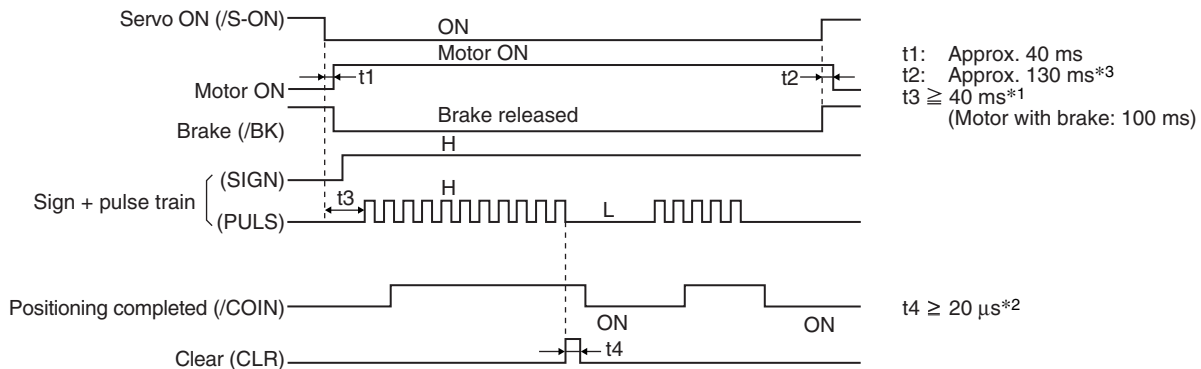 Servo ON (/S-ON)
ON
Motor ON
t1
t2
Motor ON
Brake (/BK)
Brake released
H
Sign + pulse train
(SIGN)
t3
H
L
(PULS)
Positioning completed (/COIN)
ON
ON
Clear (CLR)
t4
t1: Approx. 40 ms
t2: Approx. 130 ms*3
t3 ≧ 40 ms*1
(Motor with brake: 100 ms)
t4 ≧ 20 μs*2